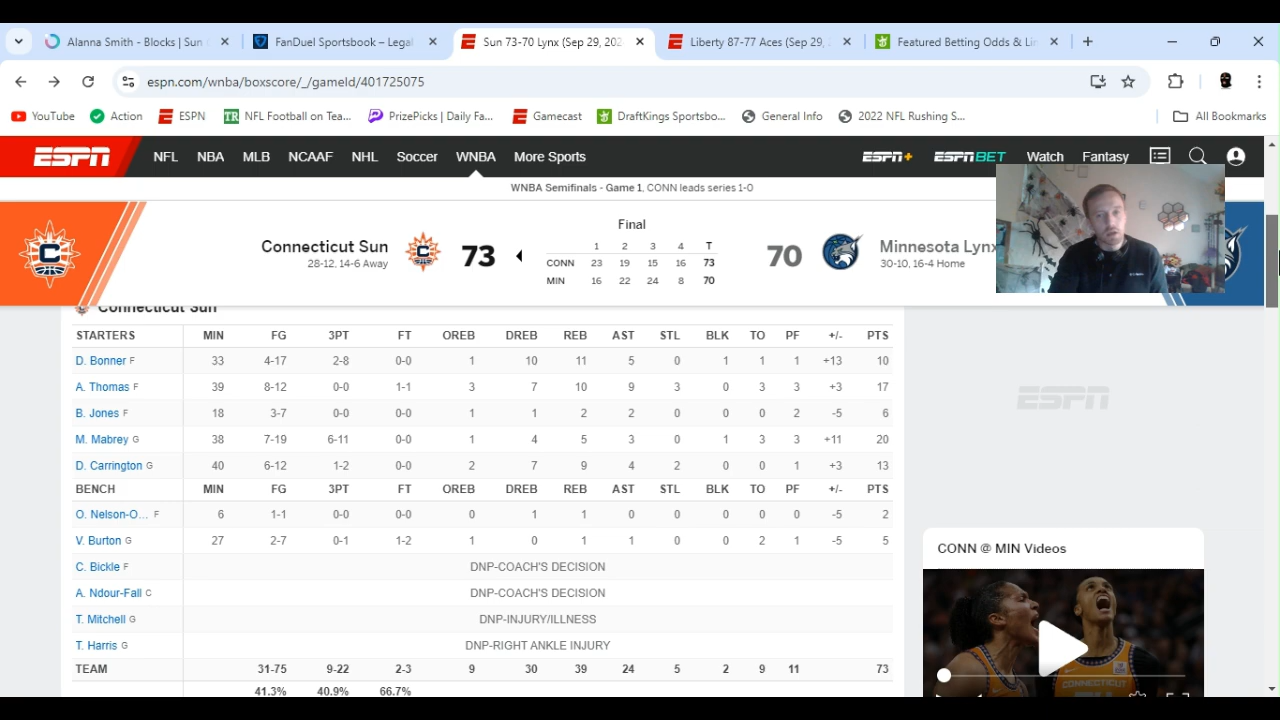 Alanna Smith - Blocks | Sun
FanDuel Sportsbook – Legal
Sun 73-70 Lynx (Sep 29, 202
Liberty 87-77 Aces (Sep 29,
Featured Betting Odds & Lin
espn.com/wnba/boxscore/_/gameId/401725075
YouTube Action ESPN NFL Football on Tea... PrizePicks | Daily Fa... Gamecast DraftKings Sportsbo... General Info 2022 NFL Rushing S... All Bookmarks
ESPN NFL NBA MLB NCAAF NHL Soccer WNBA More Sports ESPN+ ESPN BET Watch Fantasy
WNBA Semifinals - Game 1, CONN leads series 1-0
Final
Connecticut Sun 73
28-12, 14-6 Away
1 2 3 4 T
CONN 23 19 15 16 73
MIN 16 22 24 8 70
70 Minnesota Lynx
30-10, 16-4 Home
Connecticut Sun
STARTERS MIN FG 3PT FT OREB DREB REB AST STL BLK TO PF +/- PTS
D. Bonner F 33 4-17 2-8 0-0 1 10 11 5 0 1 1 1 +13 10
A. Thomas F 39 8-12 0-0 1-1 3 7 10 9 3 0 3 3 +3 17
B. Jones F 18 3-7 0-0 0-0 1 1 2 2 0 0 0 2 -5 6
M. Mabrey G 38 7-19 6-11 0-0 1 4 5 3 0 1 3 3 +11 20
D. Carrington G 40 6-12 1-2 0-0 2 7 9 4 2 0 0 1 +3 13
BENCH MIN FG 3PT FT OREB DREB REB AST STL BLK TO PF +/- PTS
O. Nelson-O... F 6 1-1 0-0 0-0 0 1 1 0 0 0 0 0 -5 2
V. Burton G 27 2-7 0-1 1-2 1 0 1 1 0 0 2 1 -5 5
C. Bickle F DNP-COACH'S DECISION
A. Ndour-Fall C DNP-COACH'S DECISION
T. Mitchell G DNP-INJURY/ILLNESS
T. Harris G DNP-RIGHT ANKLE INJURY
TEAM 31-75 9-22 2-3 9 30 39 24 5 2 9 11 73
41.3% 40.9% 66.7%
ESPN
CONN @ MIN Videos
CONNECTICUT